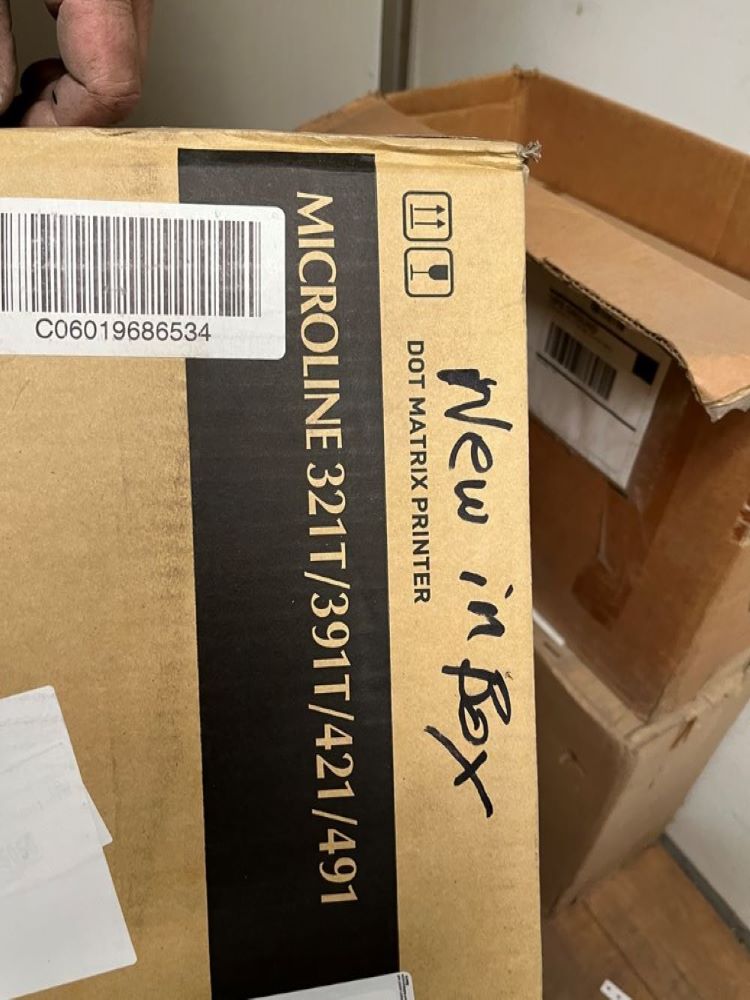 C06019686534
MICROLINE 321T/391T/421/491
DOT MATRIX PRINTER
New in Box